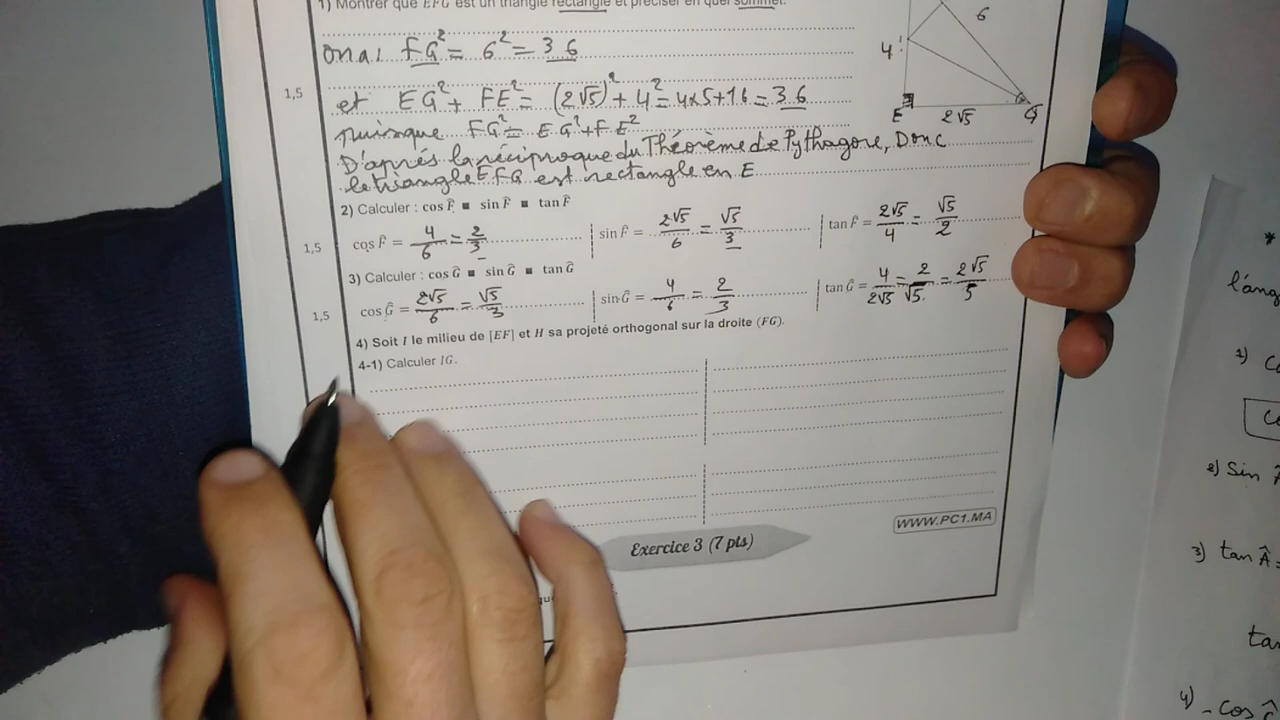 1) Montrer que EFG est un triangle rectangle et préciser en quel sommet.
6
ona: FG² = 6² = 36
4
1,5
et EG² + FE² = (2√5)² + 4² = 4x5+16 = 36
E 2√5 G
puisque FG² = EG²+FE²
D'après la réciproque du Théorème de Pythagore, Donc
le triangle EFG est rectangle en E
2) Calculer : cos F̂ ■ sin F̂ ■ tan F̂
1,5
cos F̂ = 4/6 = 2/3 sin F̂ = 2√5/6 = √5/3 tan F̂ = 2√5/4 = √5/2
3) Calculer : cos Ĝ ■ sin Ĝ ■ tan Ĝ
1,5
cos Ĝ = 2√5/6 = √5/3 sin Ĝ = 4/6 = 2/3 tan Ĝ = 4/2√5 = 2/√5 = 2√5/5
4) Soit I le milieu de [EF] et H sa projeté orthogonal sur la droite (FG).
4-1) Calculer IG.
WWW.PC1.MA
Exercice 3 (7 pts)
*
l'ang
1) C
2) Sin
3) tan Â =
tan
4) - cos